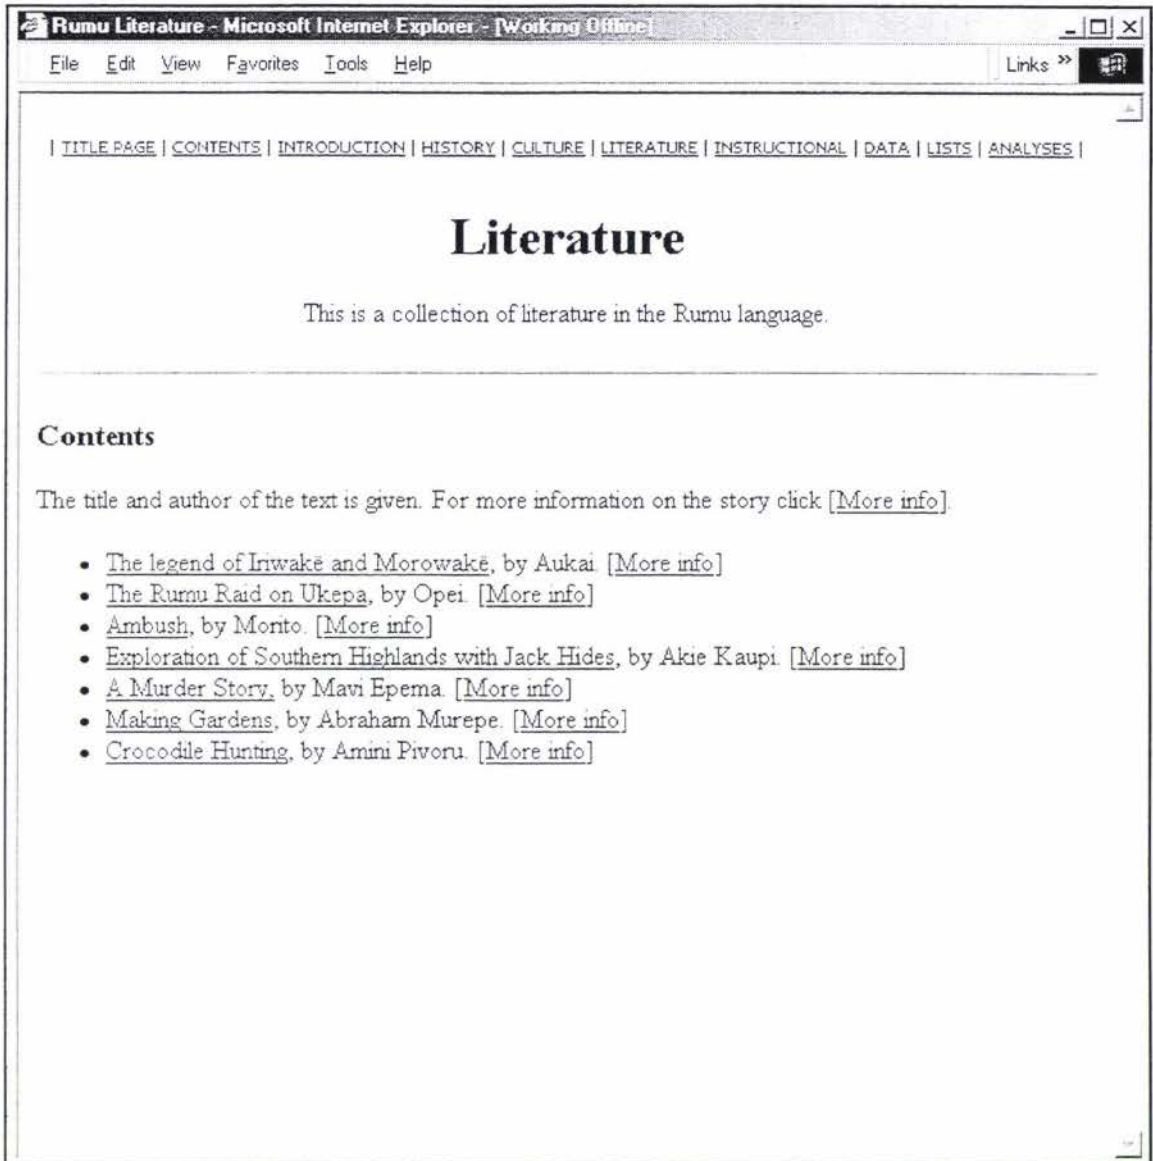 Rumu Literature - Microsoft Internet Explorer - [Working Offline]
File Edit View Favorites Tools Help Links »
| TITLE PAGE | CONTENTS | INTRODUCTION | HISTORY | CULTURE | LITERATURE | INSTRUCTIONAL | DATA | LISTS | ANALYSES |
Literature
This is a collection of literature in the Rumu language.
Contents
The title and author of the text is given. For more information on the story click [More info].
• The legend of Iriwakë and Morowakë, by Aukai. [More info]
• The Rumu Raid on Ukepa, by Opei. [More info]
• Ambush, by Morito. [More info]
• Exploration of Southern Highlands with Jack Hides, by Akie Kaupi. [More info]
• A Murder Story, by Mavi Epema. [More info]
• Making Gardens, by Abraham Murepe. [More info]
• Crocodile Hunting, by Amini Pivoru. [More info]